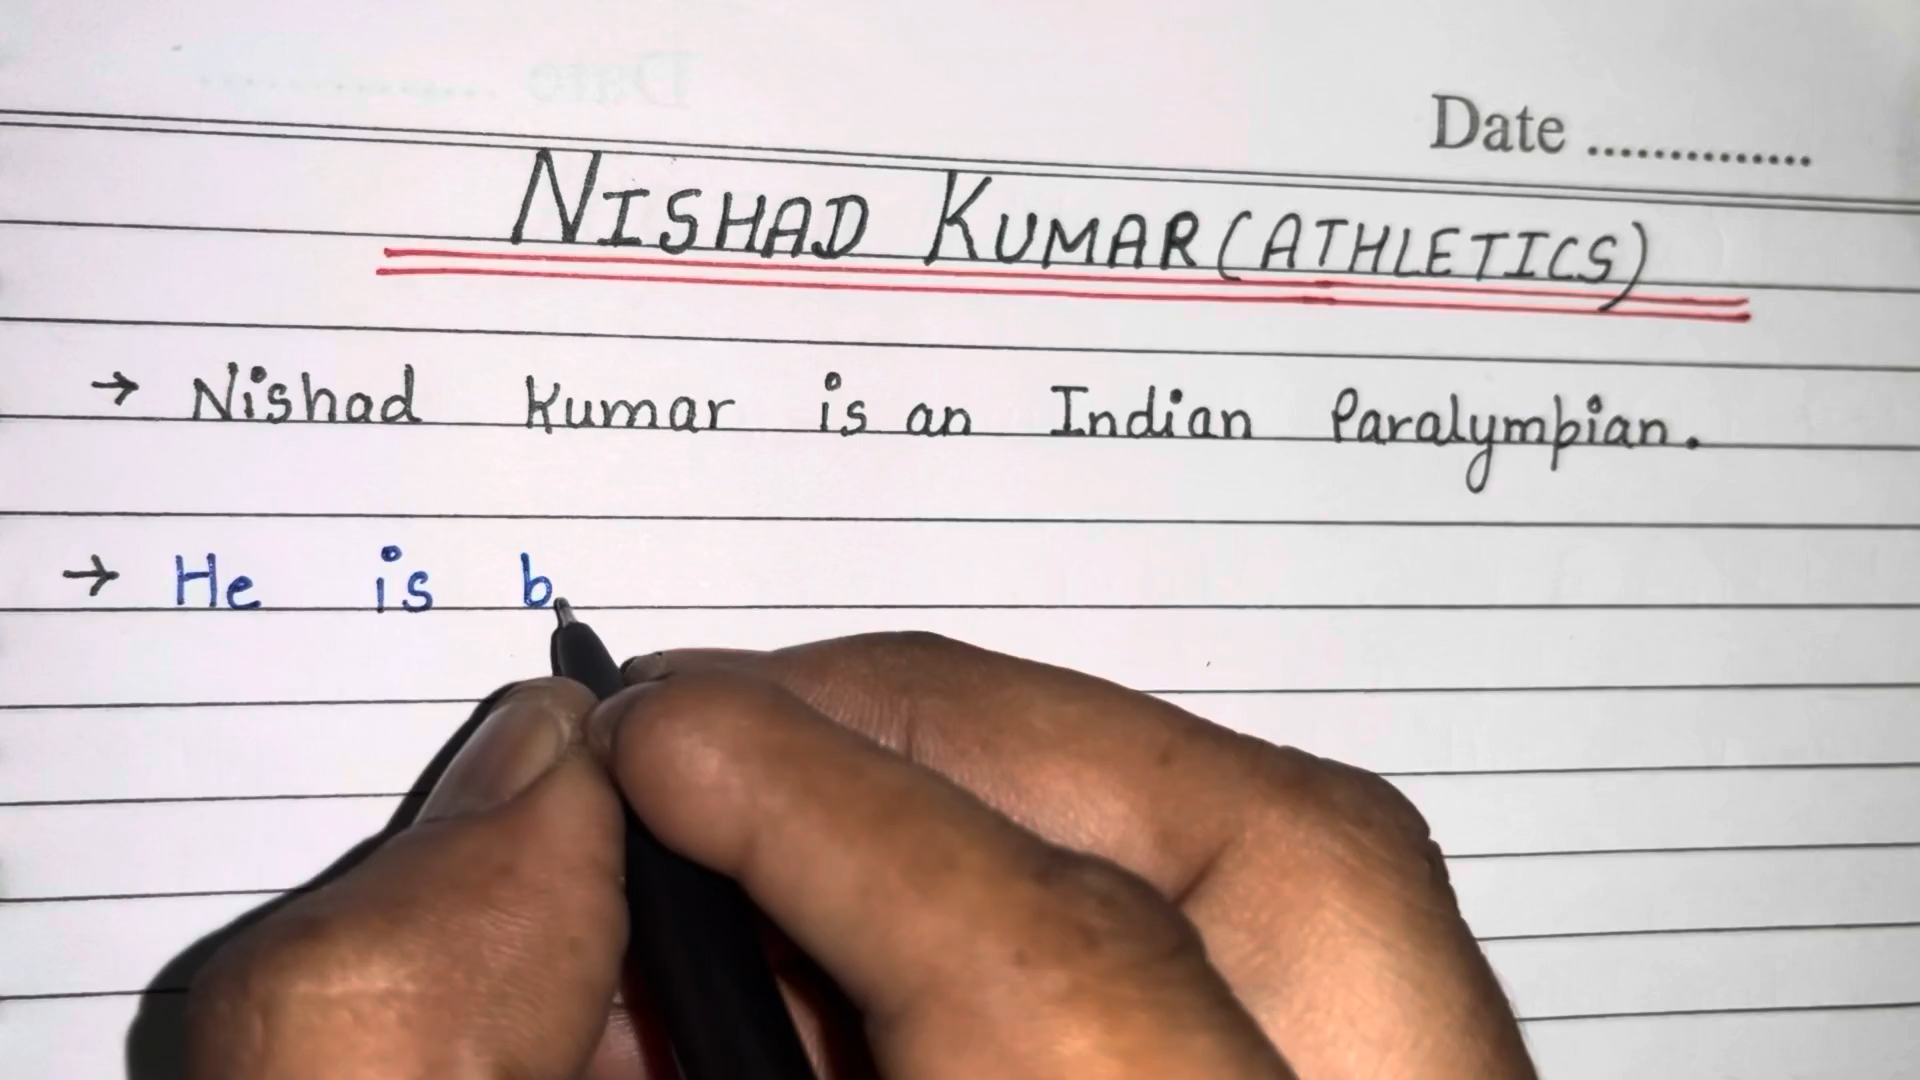 Date ..............
NISHAD KUMAR (ATHLETICS)
→ Nishad Kumar is an Indian Paralympian.
→ He is b